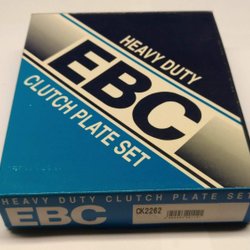 HEAVY DUTY
EBC
CLUTCH PLATE SET
HEAVY DUTY CLUTCH PLATE SET
EBC
CK2262